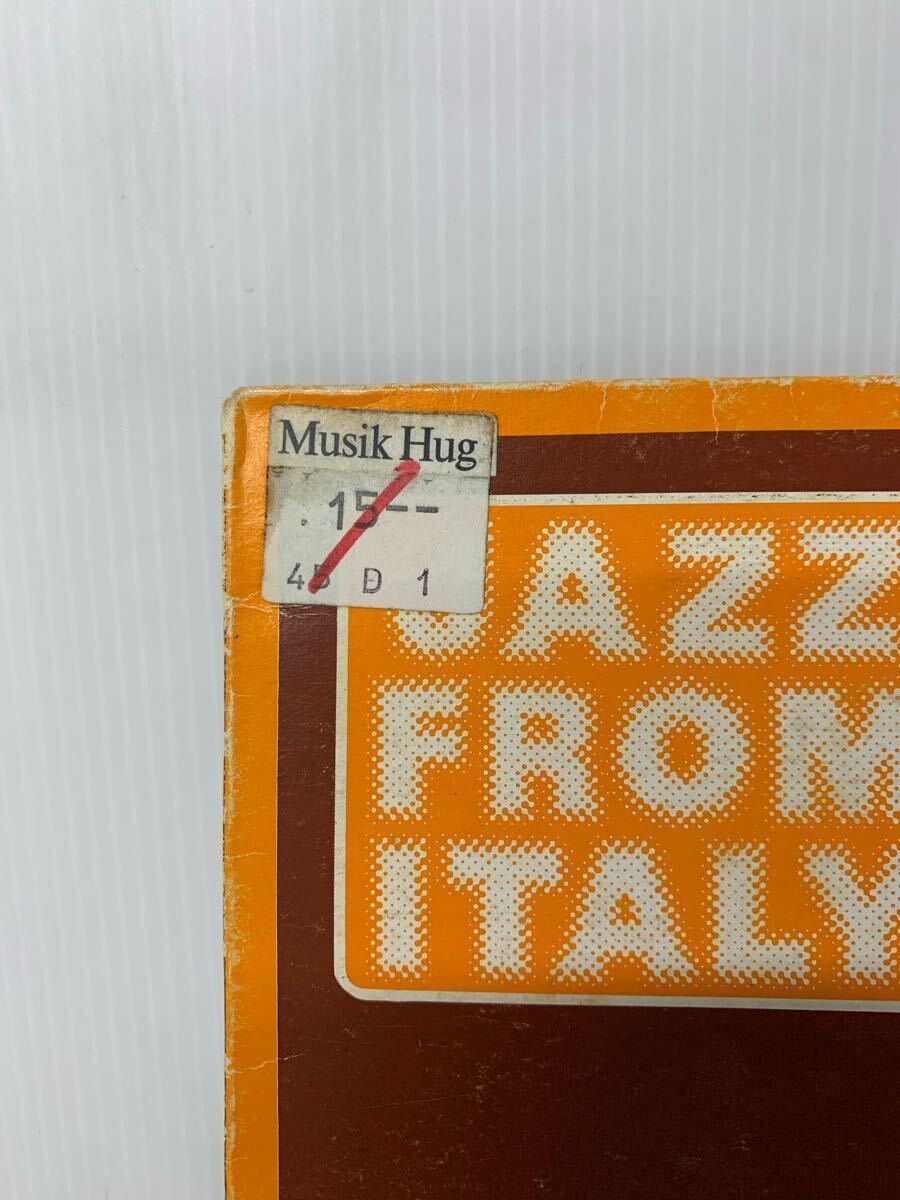 Musik Hug
. 15--
45 D 1
JAZZ
FROM
ITALY